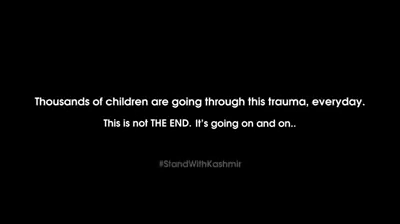 Thousands of children are going through this trauma, everyday.
This is not THE END. It's going on and on..
#StandWithKashmir